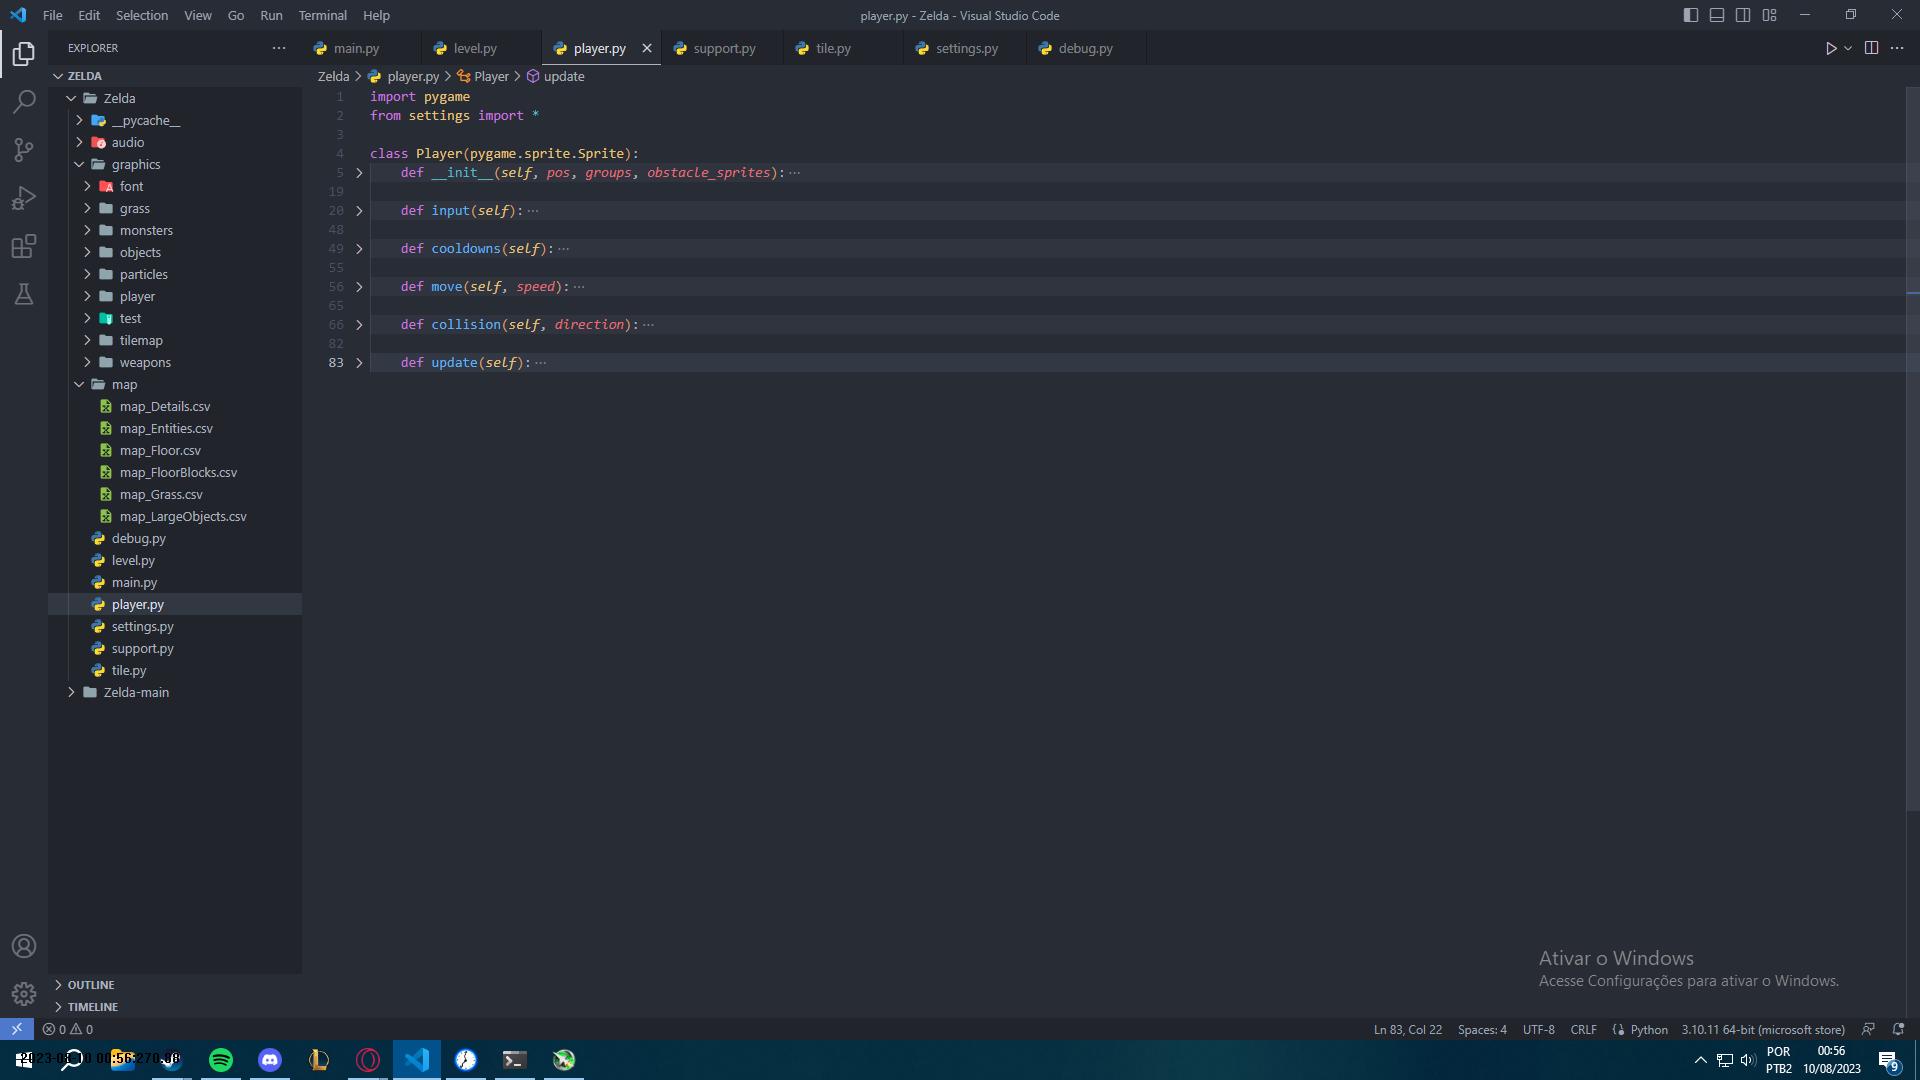 File Edit Selection View Go Run Terminal Help
player.py - Zelda - Visual Studio Code
EXPLORER
main.py level.py player.py support.py tile.py settings.py debug.py
ZELDA
Zelda > player.py > Player > update
Zelda
__pycache__
audio
graphics
font
grass
monsters
objects
particles
player
test
tilemap
weapons
map
map_Details.csv
map_Entities.csv
map_Floor.csv
map_FloorBlocks.csv
map_Grass.csv
map_LargeObjects.csv
debug.py
level.py
main.py
player.py
settings.py
support.py
tile.py
Zelda-main
OUTLINE
TIMELINE
1 import pygame
2 from settings import *
3
4 class Player(pygame.sprite.Sprite):
5 def __init__(self, pos, groups, obstacle_sprites):···
19
20 def input(self):···
48
49 def cooldowns(self):···
55
56 def move(self, speed):···
65
66 def collision(self, direction):···
82
83 def update(self):···
Ativar o Windows
Acesse Configurações para ativar o Windows.
0 0
Ln 83, Col 22 Spaces: 4 UTF-8 CRLF Python 3.10.11 64-bit (microsoft store)
POR
PTB2
00:56
10/08/2023
9